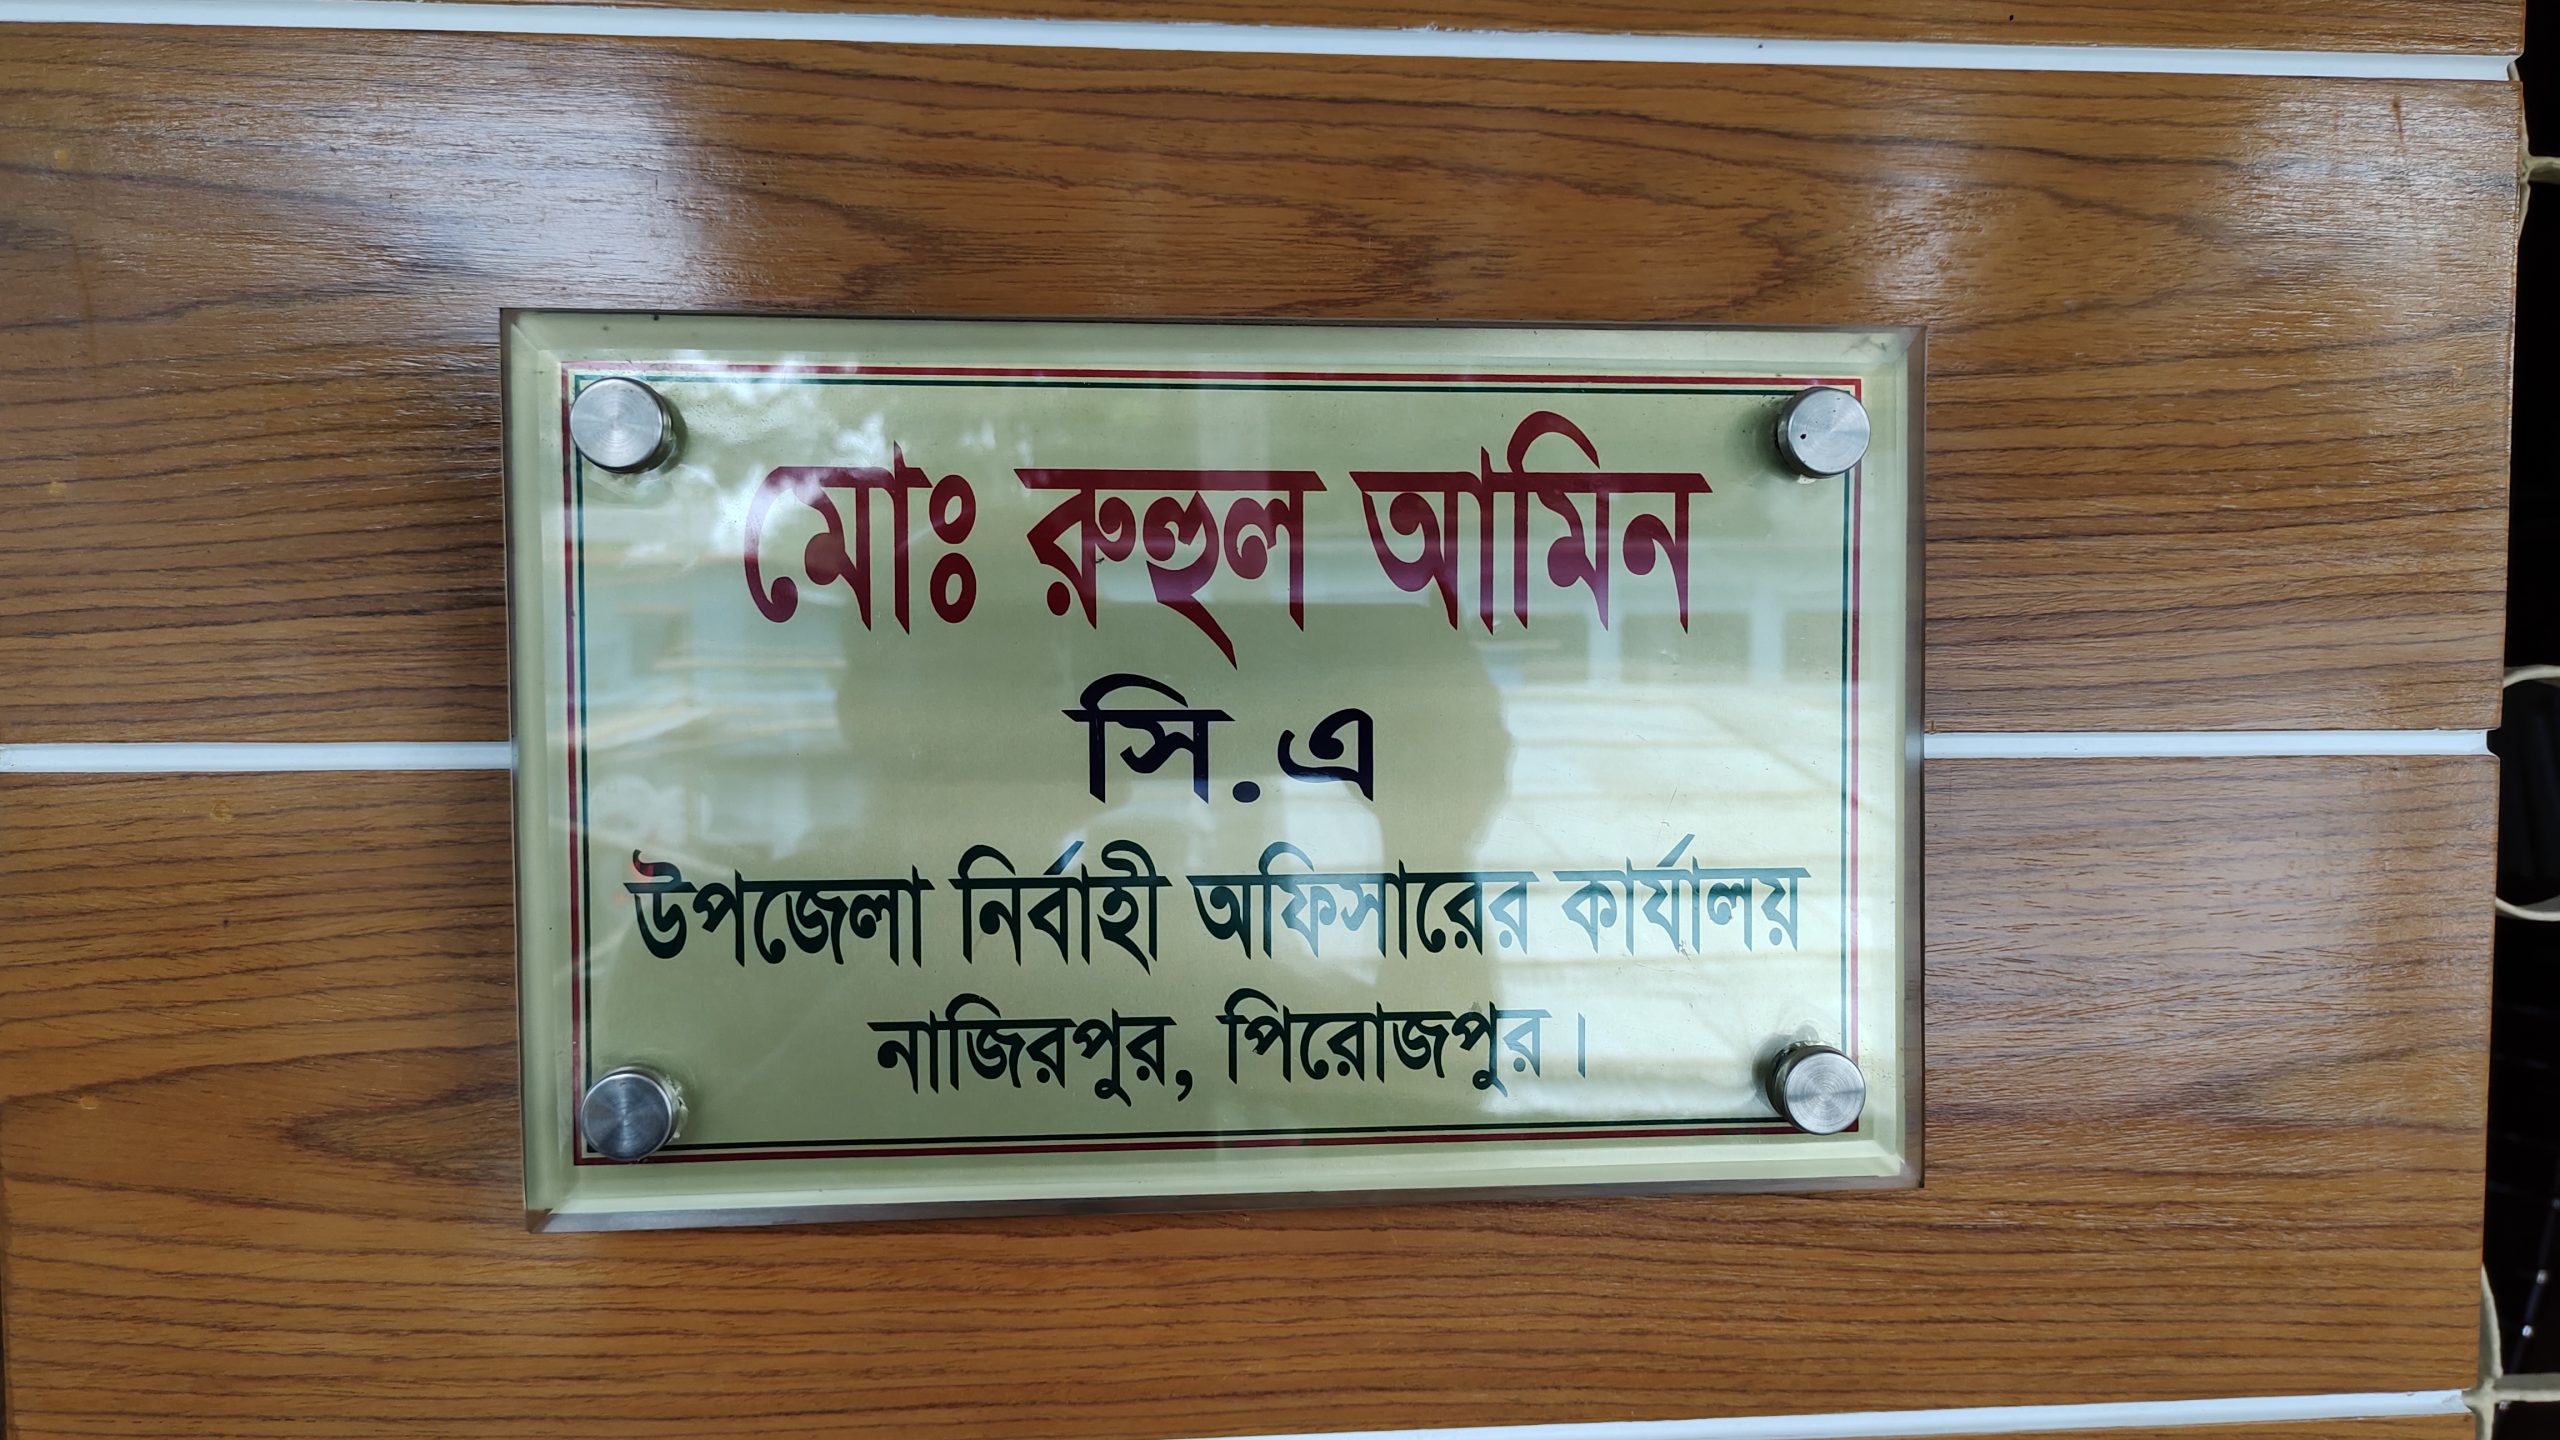 মোঃ রুহুল আমিন
সি.এ
উপজেলা নির্বাহী অফিসারের কার্যালয়
নাজিরপুর, পিরোজপুর।